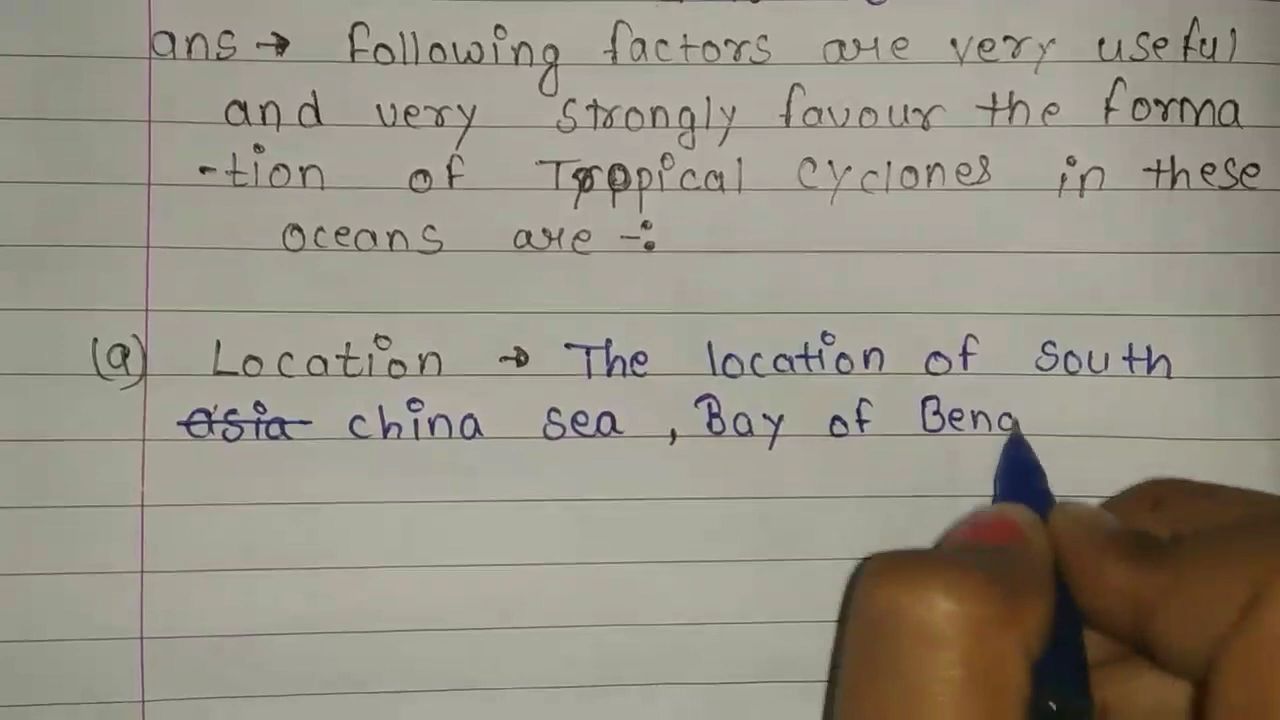 ans → Following factors are very useful
and very strongly favour the forma
-tion of Tropical cyclones in these
oceans are -:
(a) Location → The location of south
asia china sea, Bay of Beng